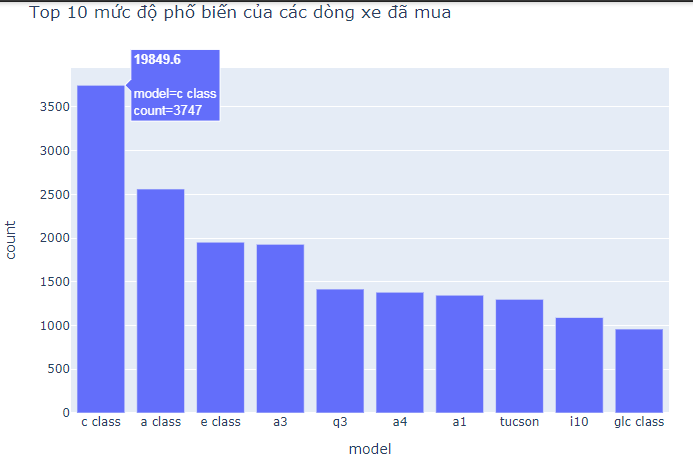 Top 10 mức độ phổ biến của các dòng xe đã mua
19849.6
model=c class
count=3747
3500
3000
2500
2000
1500
1000
500
0
count
c class a class e class a3 q3 a4 a1 tucson i10 glc class
model